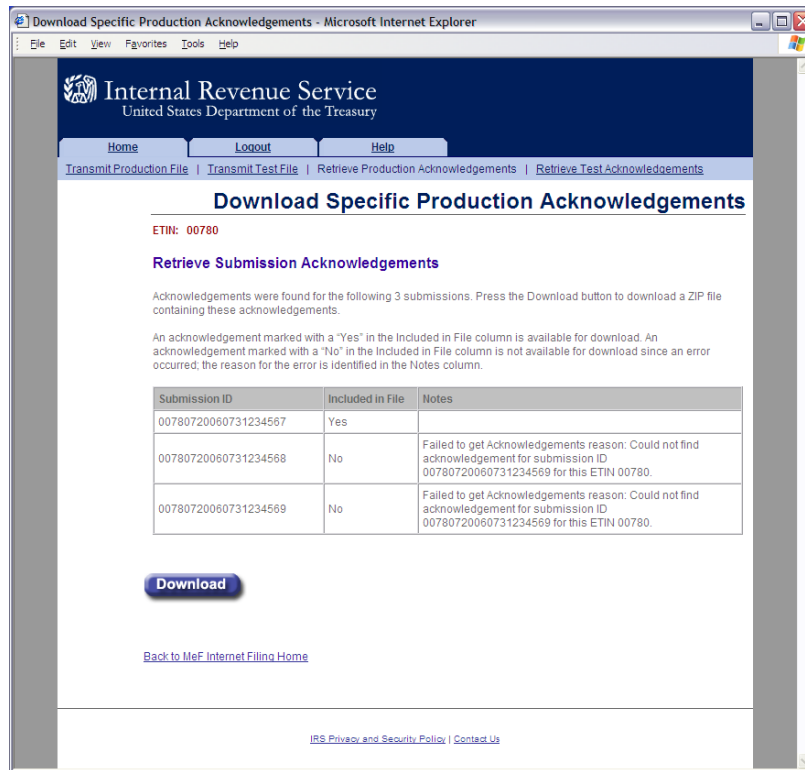 Download Specific Production Acknowledgements - Microsoft Internet Explorer
File Edit View Favorites Tools Help
Internal Revenue Service
United States Department of the Treasury
Home Logout Help
Transmit Production File | Transmit Test File | Retrieve Production Acknowledgements | Retrieve Test Acknowledgements
Download Specific Production Acknowledgements
ETIN: 00780
Retrieve Submission Acknowledgements
Acknowledgements were found for the following 3 submissions. Press the Download button to download a ZIP file
containing these acknowledgements.
An acknowledgement marked with a “Yes” in the Included in File column is available for download. An
acknowledgement marked with a “No” in the Included in File column is not available for download since an error
occurred; the reason for the error is identified in the Notes column.
Submission ID Included in File Notes
00780720060731234567 Yes
00780720060731234568 No Failed to get Acknowledgements reason: Could not find
acknowledgement for submission ID
00780720060731234569 for this ETIN 00780.
00780720060731234569 No Failed to get Acknowledgements reason: Could not find
acknowledgement for submission ID
00780720060731234569 for this ETIN 00780.
Download
Back to MeF Internet Filing Home
IRS Privacy and Security Policy | Contact Us